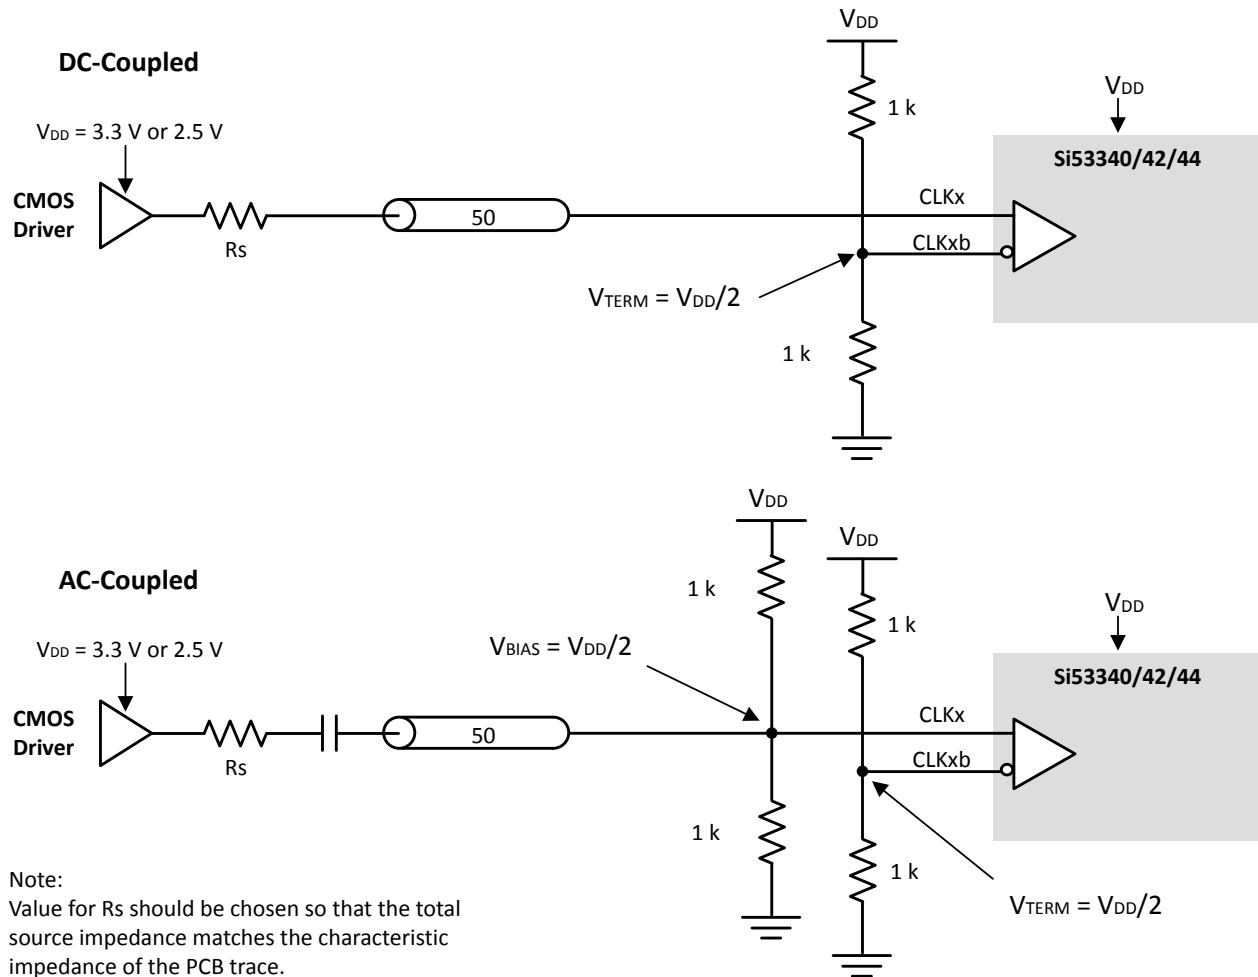 DC-Coupled
VDD = 3.3 V or 2.5 V
CMOS
Driver
Rs
50
VDD
1 k
VTERM = VDD/2
1 k
CLKx
CLKxb
VDD
Si53340/42/44
AC-Coupled
VDD = 3.3 V or 2.5 V
CMOS
Driver
Rs
50
VDD
1 k
VBIAS = VDD/2
1 k
VDD
1 k
1 k
CLKx
CLKxb
VTERM = VDD/2
VDD
Si53340/42/44
Note:
Value for Rs should be chosen so that the total
source impedance matches the characteristic
impedance of the PCB trace.